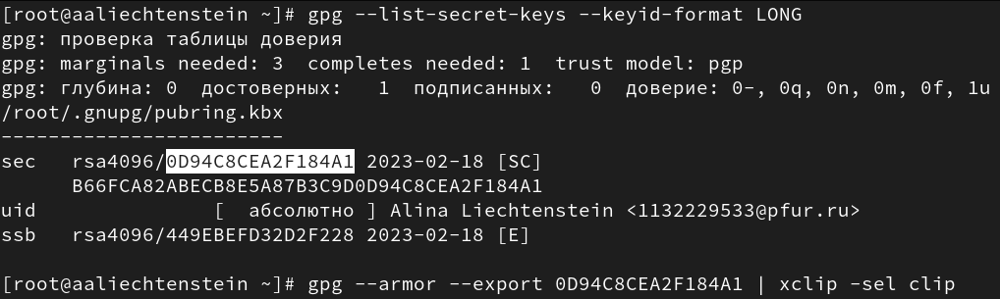 [root@aaliechtenstein ~]# gpg --list-secret-keys --keyid-format LONG
gpg: проверка таблицы доверия
gpg: marginals needed: 3  completes needed: 1  trust model: pgp
gpg: глубина: 0  достоверных:   1  подписанных:   0  доверие: 0-, 0q, 0n, 0m, 0f, 1u
/root/.gnupg/pubring.kbx
------------------------
sec   rsa4096/0D94C8CEA2F184A1 2023-02-18 [SC]
      B66FCA82ABECB8E5A87B3C9D0D94C8CEA2F184A1
uid               [  абсолютно ] Alina Liechtenstein <1132229533@pfur.ru>
ssb   rsa4096/449EBEFD32D2F228 2023-02-18 [E]
[root@aaliechtenstein ~]# gpg --armor --export 0D94C8CEA2F184A1 | xclip -sel clip